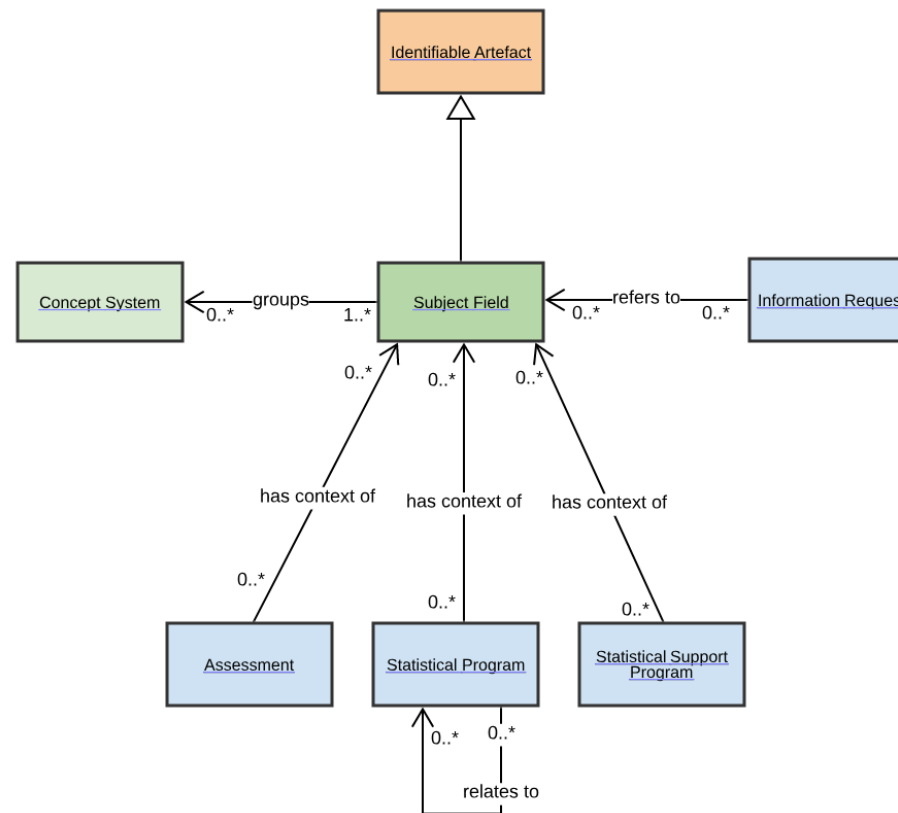 Identifiable Artefact
Concept System
groups
0..*
1..*
Subject Field
refers to
0..*
0..*
Information Reques
0..*
0..*
0..*
has context of
has context of
has context of
0..*
0..*
0..*
Assessment
Statistical Program
Statistical Support
Program
0..*
0..*
relates to